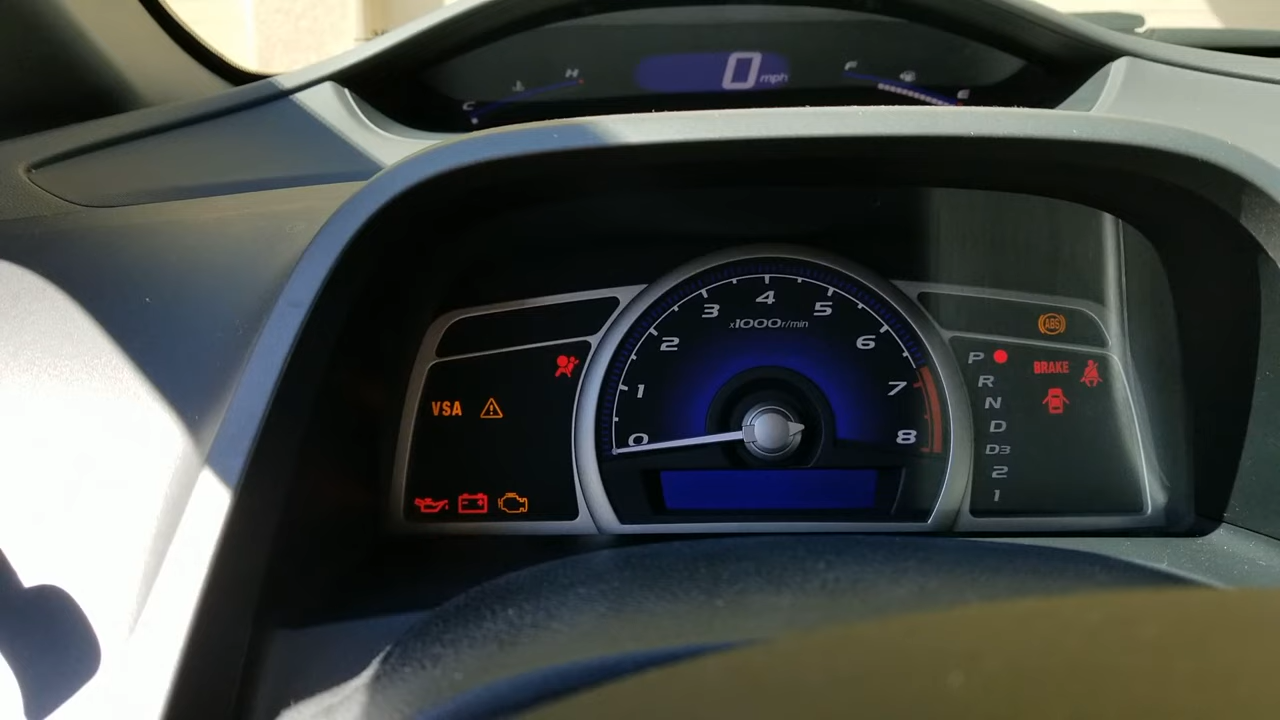 C H
0 mph
F E
0 1 2 3 4 5 6 7 8
x1000r/min
VSA
ABS
P
R
N
D
D3
2
1
BRAKE